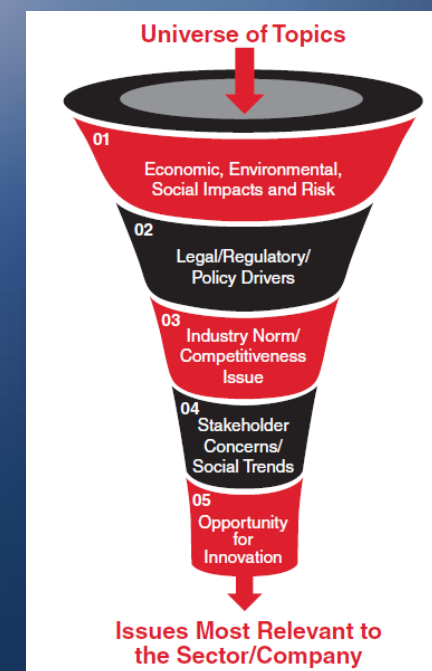 Universe of Topics
01
Economic, Environmental,
Social Impacts and Risk
02
Legal/Regulatory/
Policy Drivers
03
Industry Norm/
Competitiveness
Issue
04
Stakeholder
Concerns/
Social Trends
05
Opportunity
for
Innovation
Issues Most Relevant to
the Sector/Company